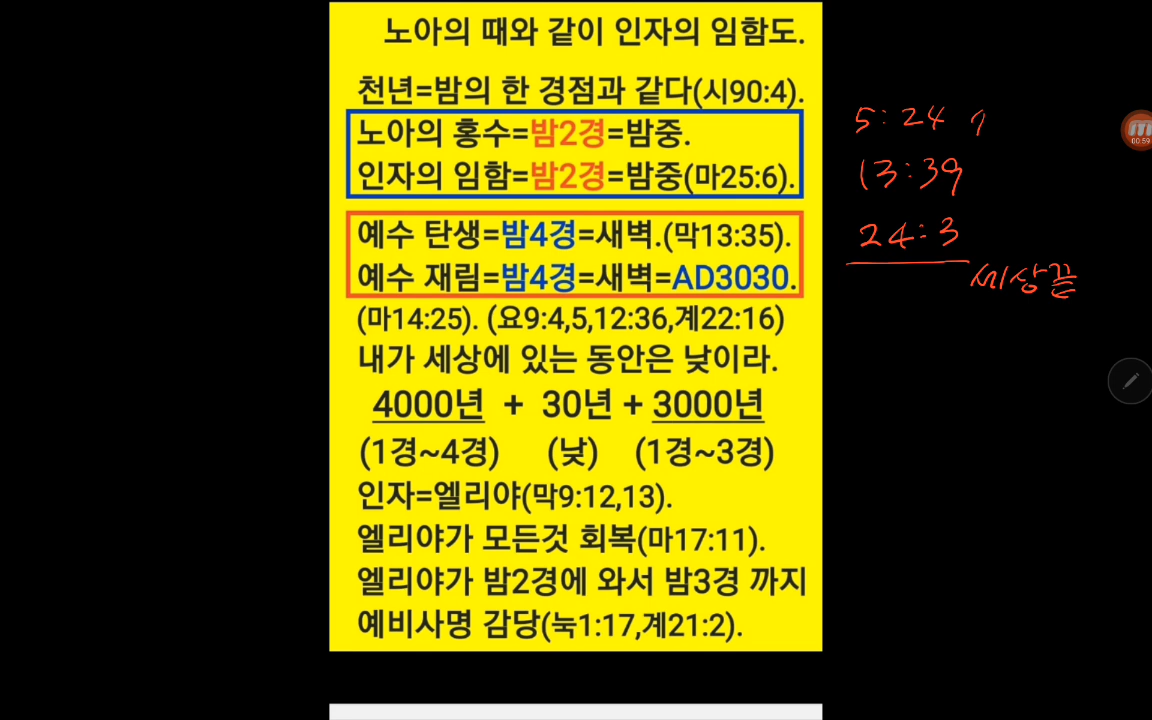 노아의 때와 같이 인자의 임함도.
천년=밤의 한 경점과 같다(시90:4).
노아의 홍수=밤2경=밤중.
인자의 임함=밤2경=밤중(마25:6).
예수 탄생=밤4경=새벽.(막13:35).
예수 재림=밤4경=새벽=AD3030.
(마14:25). (요9:4,5,12:36,계22:16)
내가 세상에 있는 동안은 낮이라.
4000년 + 30년 + 3000년
(1경~4경) (낮) (1경~3경)
인자=엘리야(막9:12,13).
엘리야가 모든것 회복(마17:11).
엘리야가 밤2경에 와서 밤3경 까지
예비사명 감당(눅1:17,계21:2).
5:24
13:39
24:3
세상끝
00:59